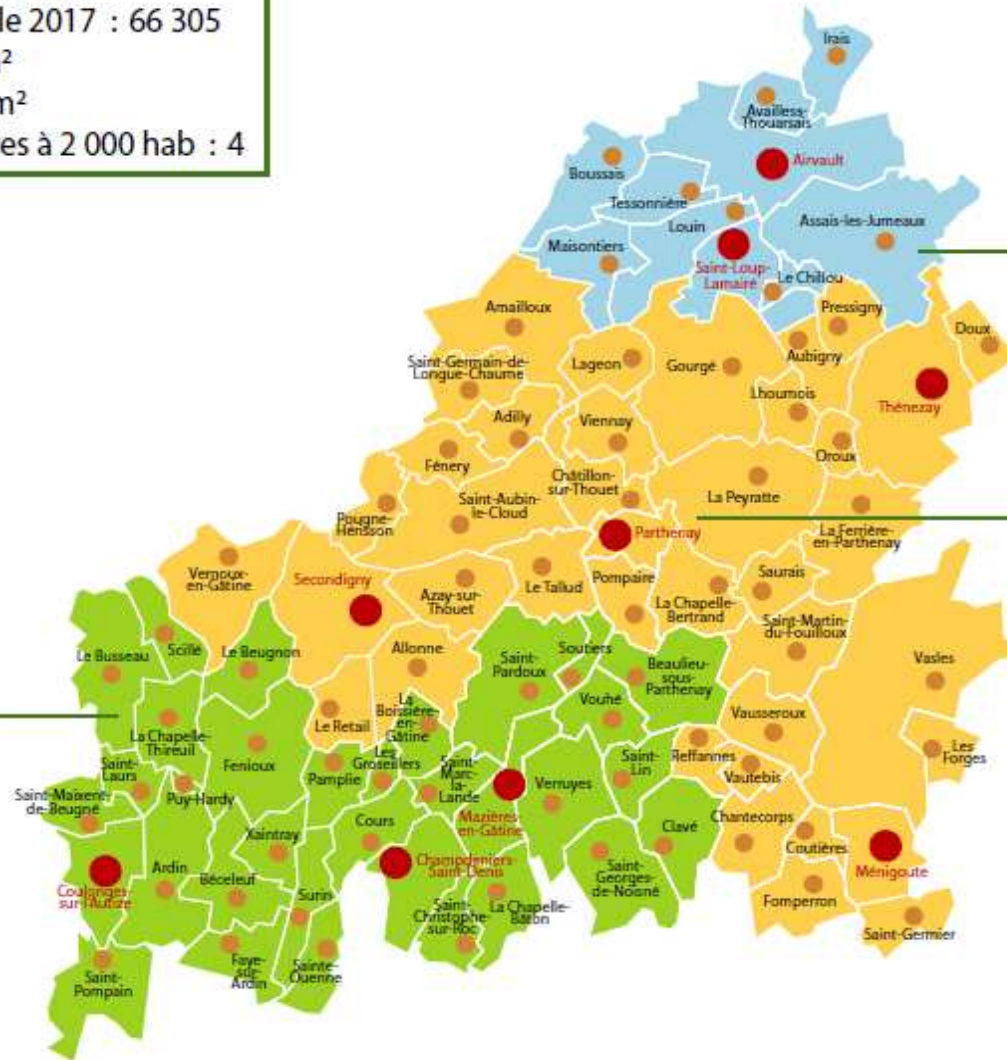 de 2017 : 66 305
²
m²
es à 2 000 hab : 4
Irais
Availless-
Thouarsais
Airvault
Boussais
Tessonnière
Louin
Assais-les-Jumeaux
Maisontiers
Saint-Loup-
Lamairé
Le Chillou
Amailloux
Pressigny
Doux
Saint-Germain-de-
Longue-Chaume
Lageon
Gourgé
Aubigny
Lhoumois
Thénezay
Adilly
Viennay
Oroux
Fénery
Châtillon-
sur-Thouet
La Peyratte
Saint-Aubin-
le-Cloud
Pougne-
Hérisson
Parthenay
La Ferrière-
en-Parthenay
Vernoux-
en-Gâtine
Secondigny
Azay-sur-
Thouet
Le Tallud
Pompaire
Saurais
La Chapelle-
Bertrand
Saint-Martin-
du-Fouilloux
Le Busseau
Scillé
Le Beugnon
Allonne
Saint-
Pardoux
Soutiers
Beaulieu-
sous-
Parthenay
Vasles
Vouhé
La
Boissière-
en-
Gâtine
Le Retail
Vausseroux
La Chapelle-
Thireuil
Fenioux
Pamplie
Les
Groseillers
Saint-
Marc-
la-
Lande
Saint-
Lin
Reffannes
Les
Forges
Saint-
Laurs
Vautebis
Saint-Maixent-
de-Beugné
Puy-Hardy
Verruyes
Mazières-
en-Gâtine
Cours
Clavé
Chantecorps
Coutières
Xaintray
Ménigoute
Coulonges-
sur-l'Autize
Ardin
Béceleuf
Surin
Champdeniers-
Saint-Denis
Saint-
Georges-
de-Noisné
Fomperron
Saint-
Christophe-
sur-Roc
La Chapelle-
Bâton
Saint-Germier
Saint-
Pompain
Faye-
sur-
Ardin
Sainte-
Ouenne